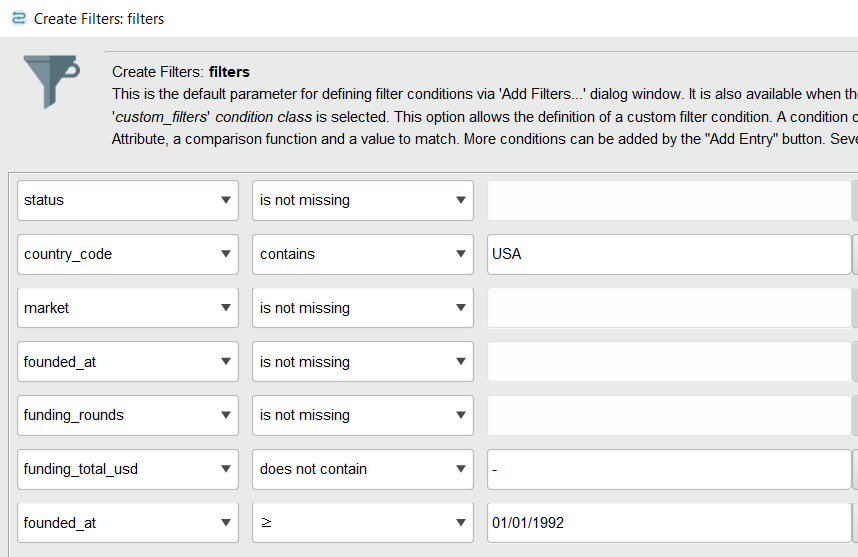 Create Filters: filters
Create Filters: filters
This is the default parameter for defining filter conditions via 'Add Filters...' dialog window. It is also available when the
'custom_filters' condition class is selected. This option allows the definition of a custom filter condition. A condition c
Attribute, a comparison function and a value to match. More conditions can be added by the "Add Entry" button. Seve
status is not missing
country_code contains USA
market is not missing
founded_at is not missing
funding_rounds is not missing
funding_total_usd does not contain -
founded_at ≥ 01/01/1992